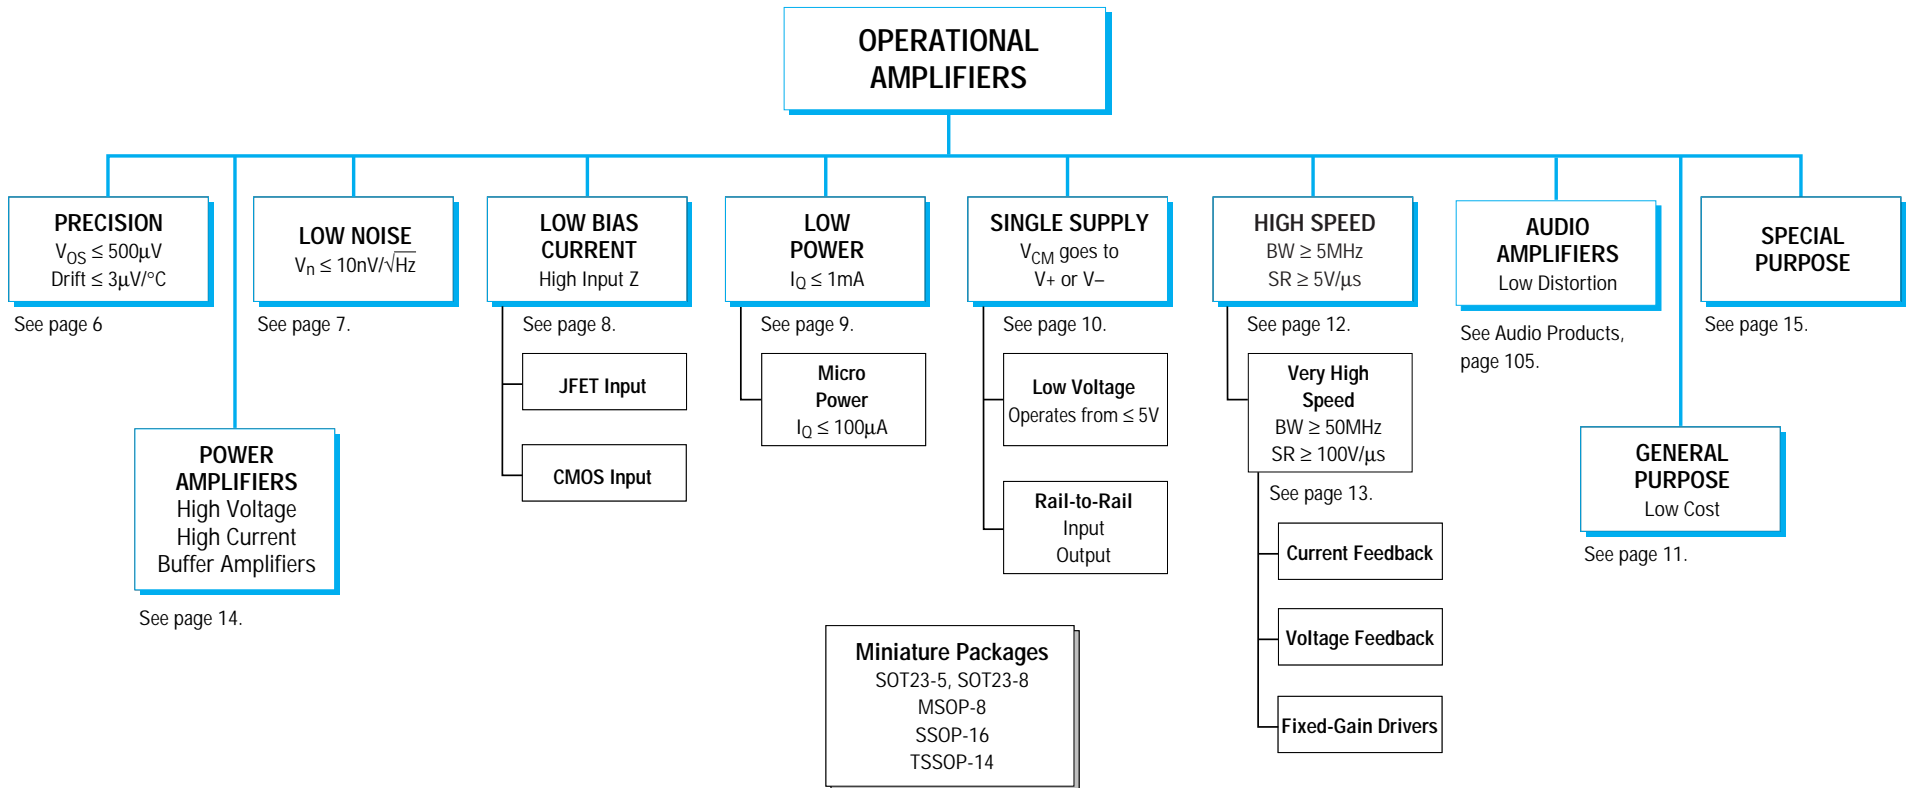 OPERATIONAL
AMPLIFIERS
PRECISION
VOS ≤ 500µV
Drift ≤ 3µV/°C
See page 6
POWER
AMPLIFIERS
High Voltage
High Current
Buffer Amplifiers
See page 14.
LOW NOISE
Vn ≤ 10nV/√Hz
See page 7.
LOW BIAS
CURRENT
High Input Z
See page 8.
JFET Input
CMOS Input
LOW
POWER
IQ ≤ 1mA
See page 9.
Micro
Power
IQ ≤ 100µA
SINGLE SUPPLY
VCM goes to
V+ or V–
See page 10.
Low Voltage
Operates from ≤ 5V
Rail-to-Rail
Input
Output
HIGH SPEED
BW ≥ 5MHz
SR ≥ 5V/µs
See page 12.
Very High
Speed
BW ≥ 50MHz
SR ≥ 100V/µs
See page 13.
Current Feedback
Voltage Feedback
Fixed-Gain Drivers
AUDIO
AMPLIFIERS
Low Distortion
See Audio Products,
page 105.
GENERAL
PURPOSE
Low Cost
See page 11.
SPECIAL
PURPOSE
See page 15.
Miniature Packages
SOT23-5, SOT23-8
MSOP-8
SSOP-16
TSSOP-14